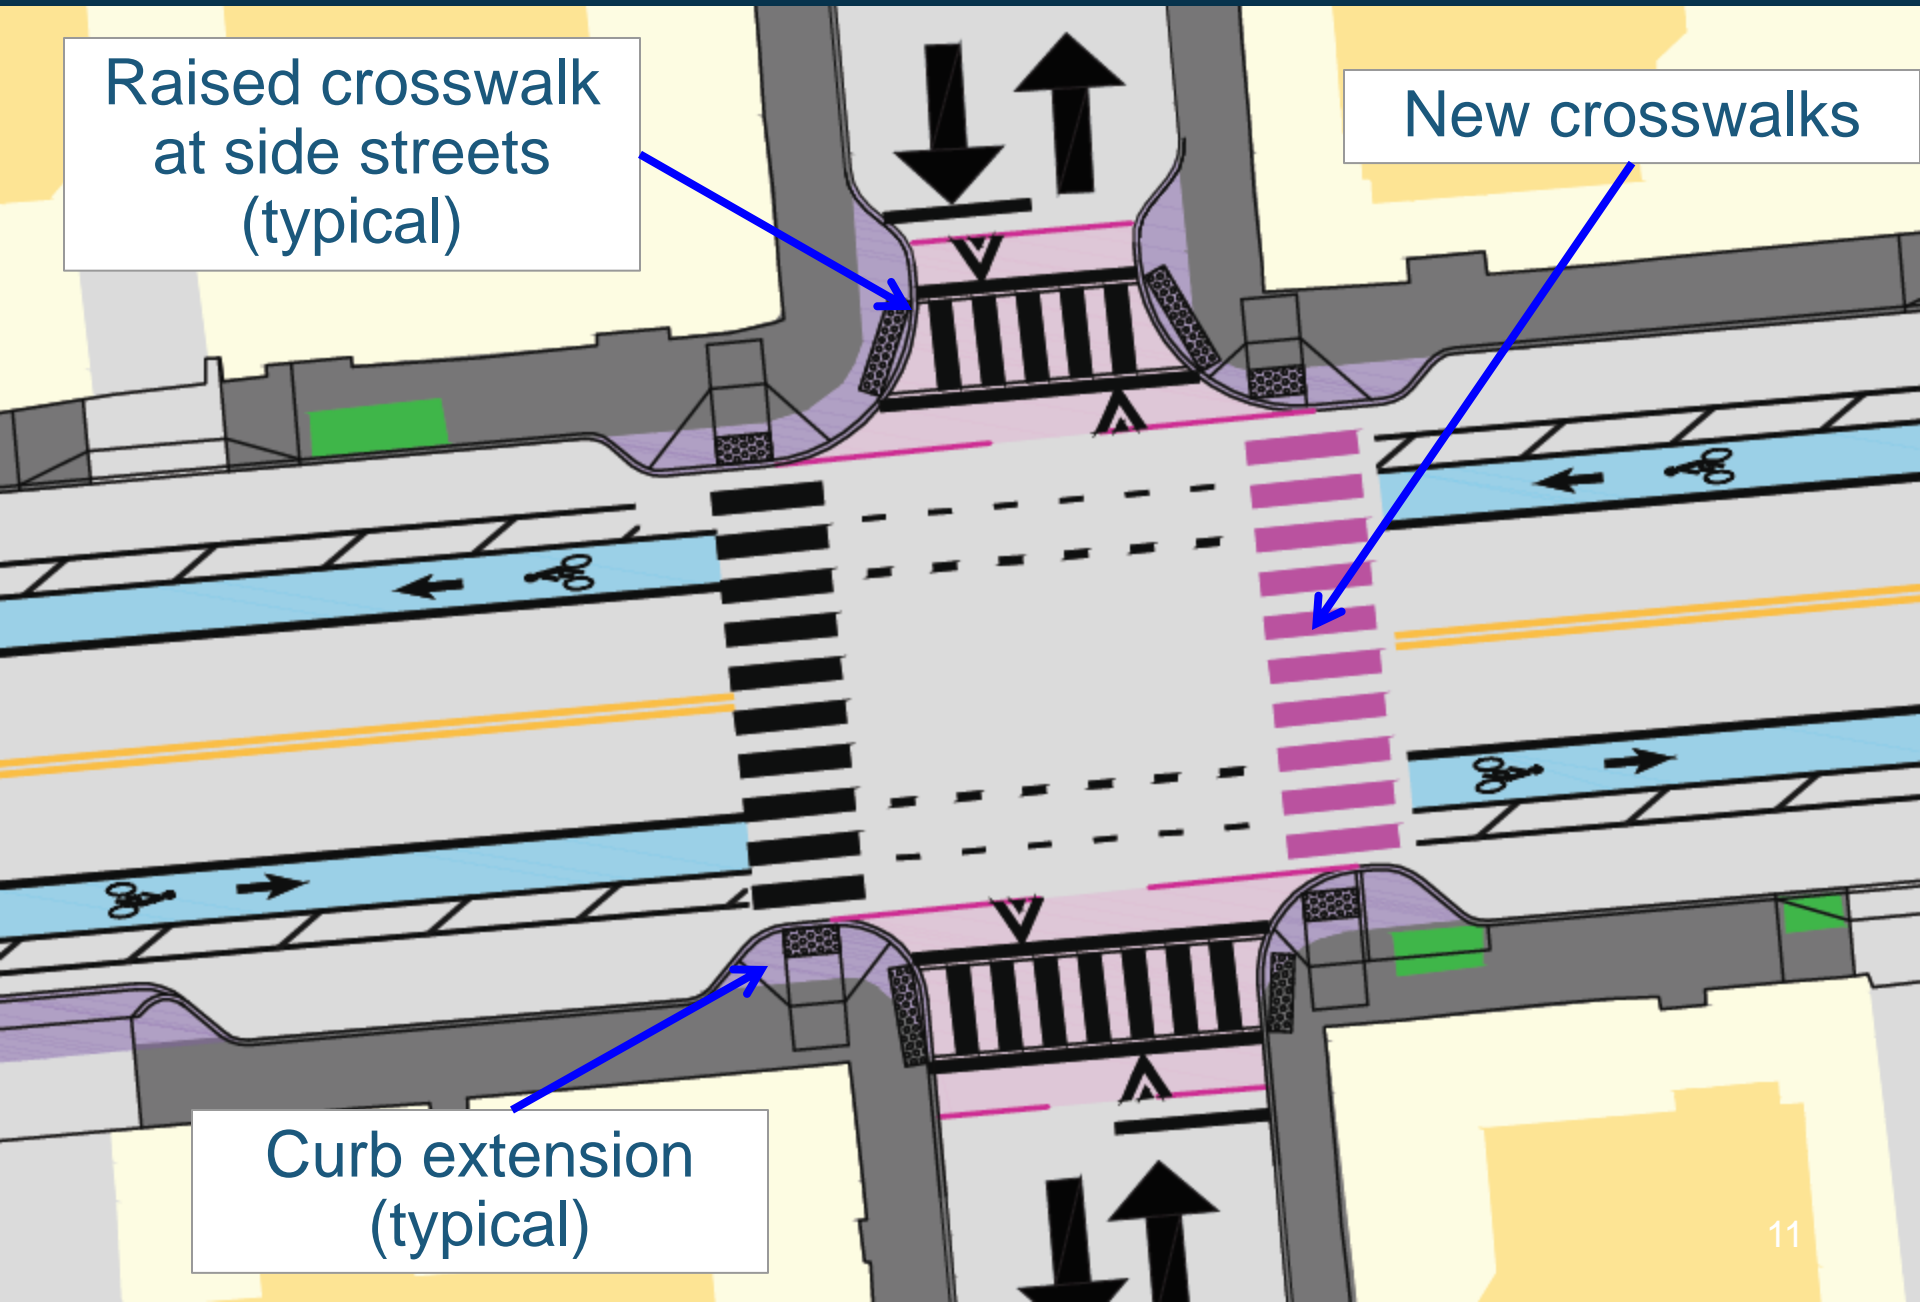 Raised crosswalk
at side streets
(typical)
New crosswalks
Curb extension
(typical)
11